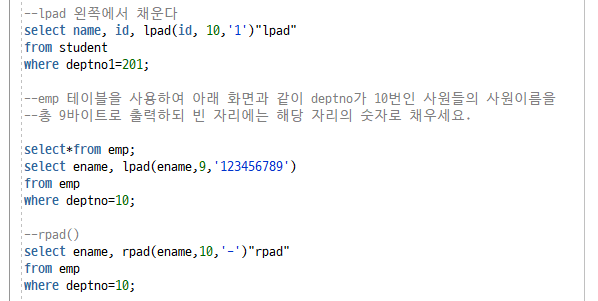 --lpad 왼쪽에서 채운다
select name, id, lpad(id, 10,'1')"lpad"
from student
where deptno1=201;
--emp 테이블을 사용하여 아래 화면과 같이 deptno가 10번인 사원들의 사원이름을
--총 9바이트로 출력하되 빈 자리에는 해당 자리의 숫자로 채우세요.
select*from emp;
select ename, lpad(ename,9,'123456789')
from emp
where deptno=10;
--rpad()
select ename, rpad(ename,10,'-')"rpad"
from emp
where deptno=10;